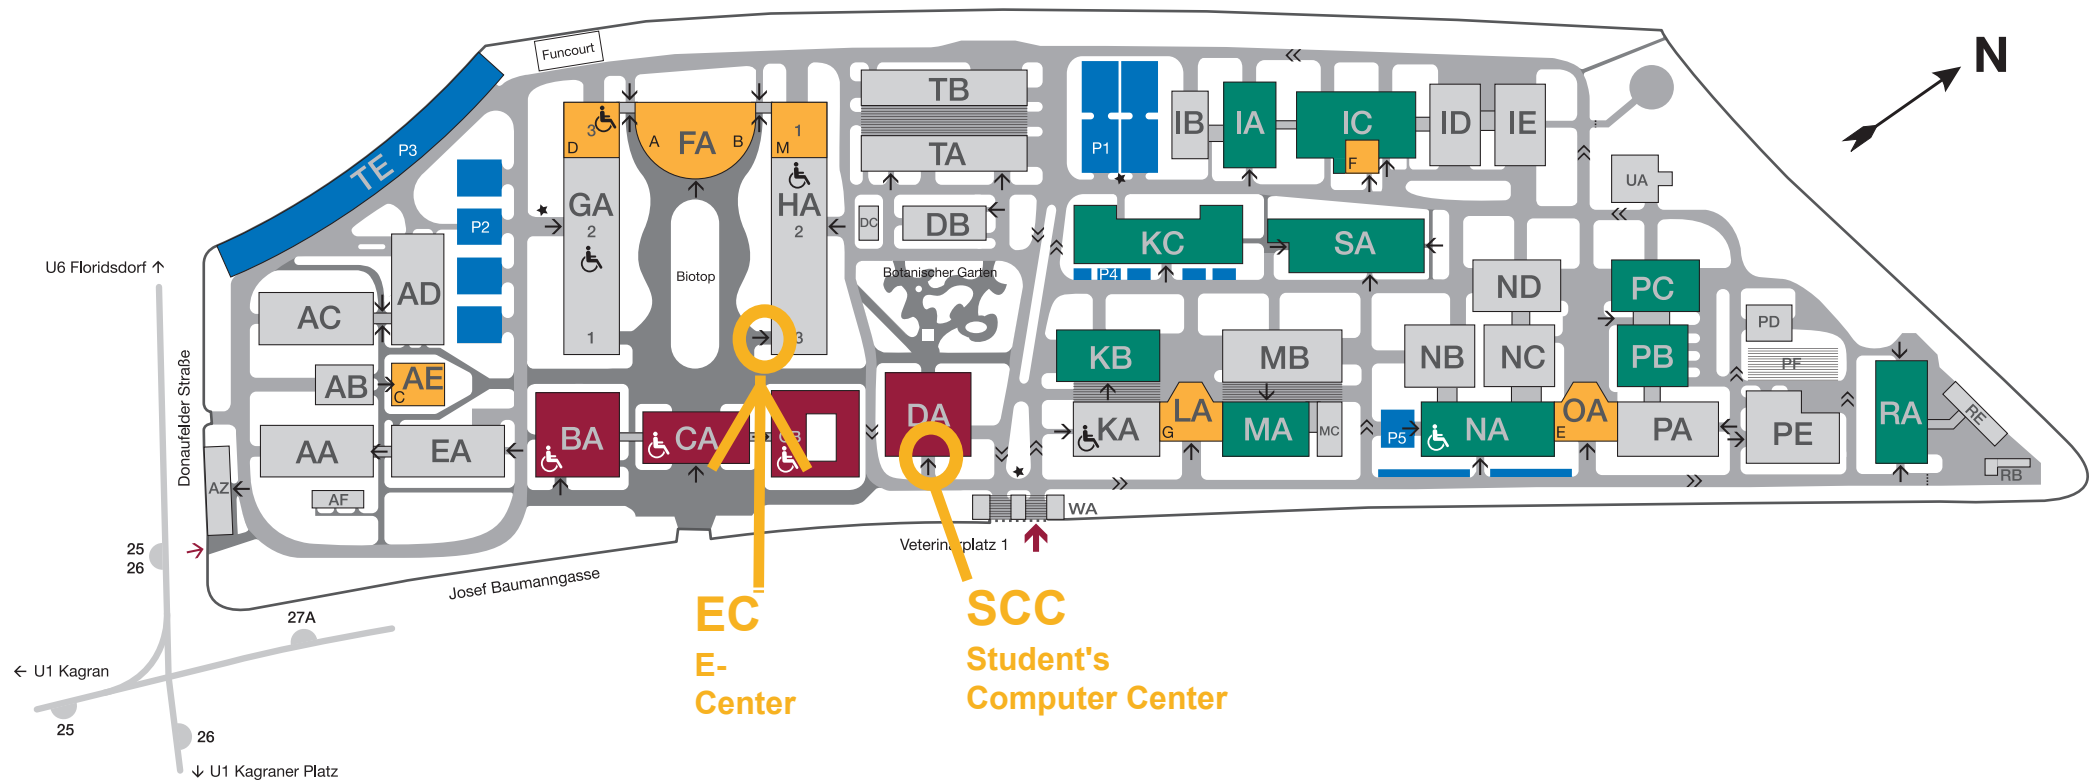 Funcourt
N
TE
P3
3
D
A
FA
B
1
M
TB
TA
P1
IB
IA
IC
F
ID
IE
UA
P2
GA
2
HA
2
DC
DB
KC
P4
SA
U6 Floridsdorf
Biotop
Botanischer Garten
AC
AD
1
3
ND
PC
PD
AB
AE
C
KB
MB
NB
NC
PB
PF
Donaufelder Straße
BA
CA
CB
DA
KA
LA
G
MA
MC
P5
NA
OA
E
PA
PE
RA
RE
AA
EA
AZ
AF
RB
WA
Veterinärplatz 1
25
26
Josef Baumanngasse
27A
EC
E-
Center
SCC
Student's
Computer Center
U1 Kagran
25
26
U1 Kagraner Platz